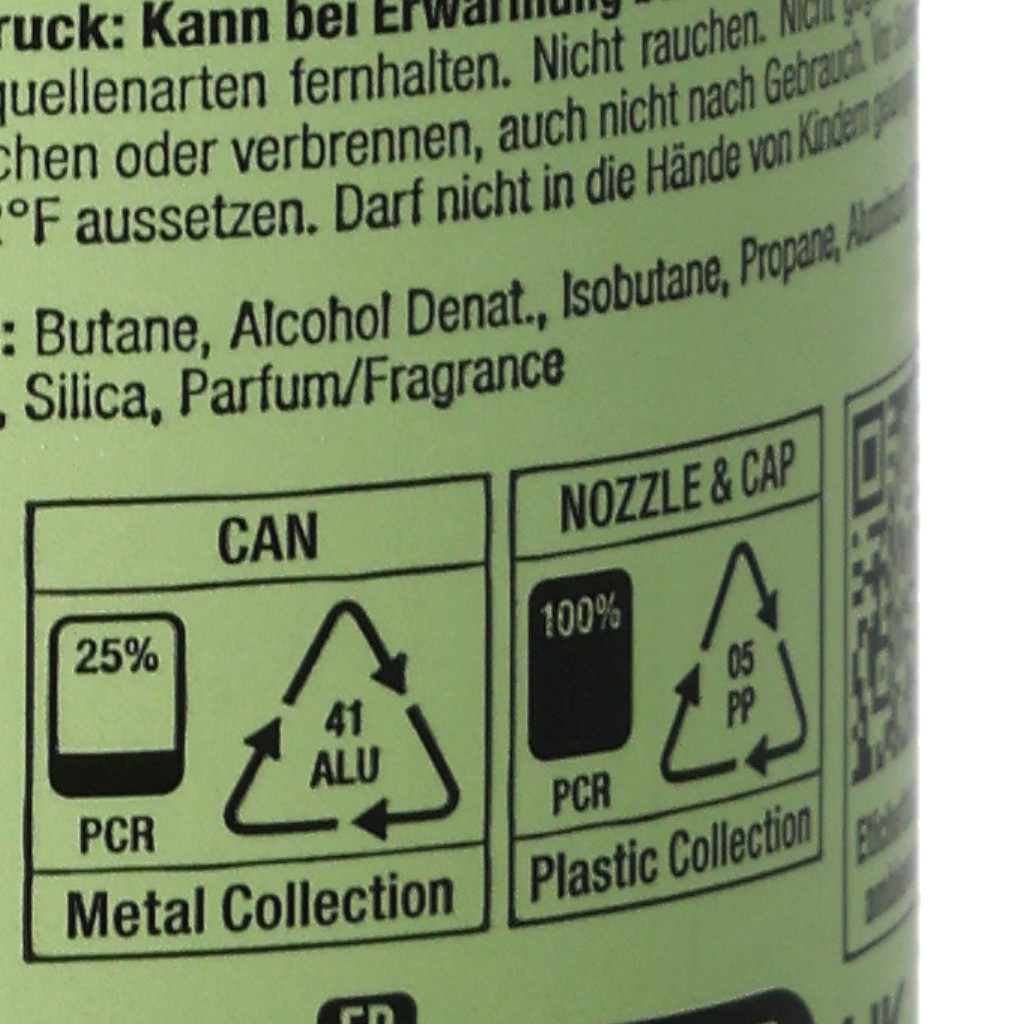 ruck: Kann bei Erwärmung
quellenarten fernhalten. Nicht rauchen. Nicht
chen oder verbrennen, auch nicht nach Gebrauch. Vor
°F aussetzen. Darf nicht in die Hände von Kindern
: Butane, Alcohol Denat., Isobutane, Propane,
, Silica, Parfum/Fragrance
CAN
25%
PCR
41
ALU
Metal Collection
NOZZLE & CAP
100%
PCR
05
PP
Plastic Collection